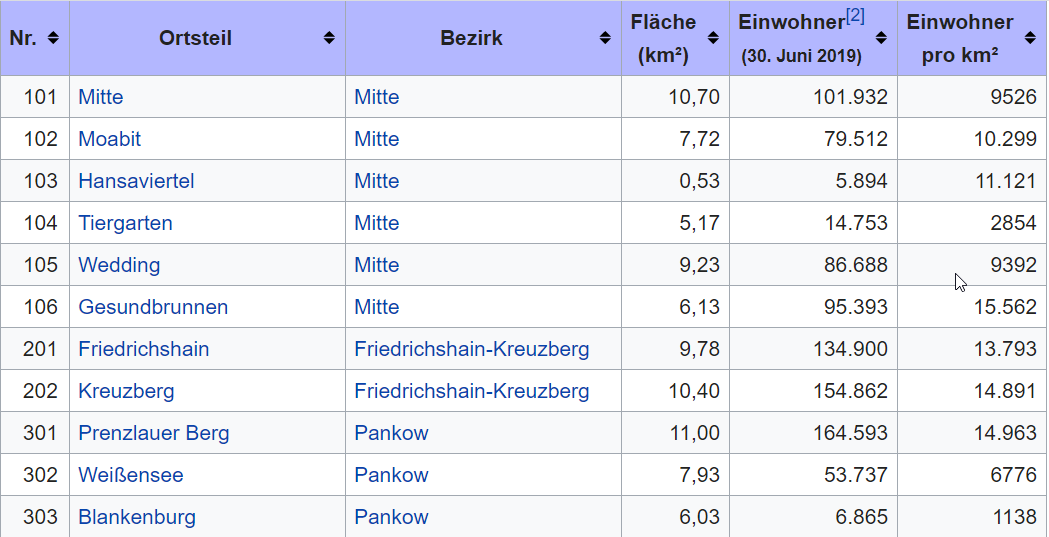 Nr. Ortsteil Bezirk Fläche (km²) Einwohner[2] (30. Juni 2019) Einwohner pro km²
101 Mitte Mitte 10,70 101.932 9526
102 Moabit Mitte 7,72 79.512 10.299
103 Hansaviertel Mitte 0,53 5.894 11.121
104 Tiergarten Mitte 5,17 14.753 2854
105 Wedding Mitte 9,23 86.688 9392
106 Gesundbrunnen Mitte 6,13 95.393 15.562
201 Friedrichshain Friedrichshain-Kreuzberg 9,78 134.900 13.793
202 Kreuzberg Friedrichshain-Kreuzberg 10,40 154.862 14.891
301 Prenzlauer Berg Pankow 11,00 164.593 14.963
302 Weißensee Pankow 7,93 53.737 6776
303 Blankenburg Pankow 6,03 6.865 1138